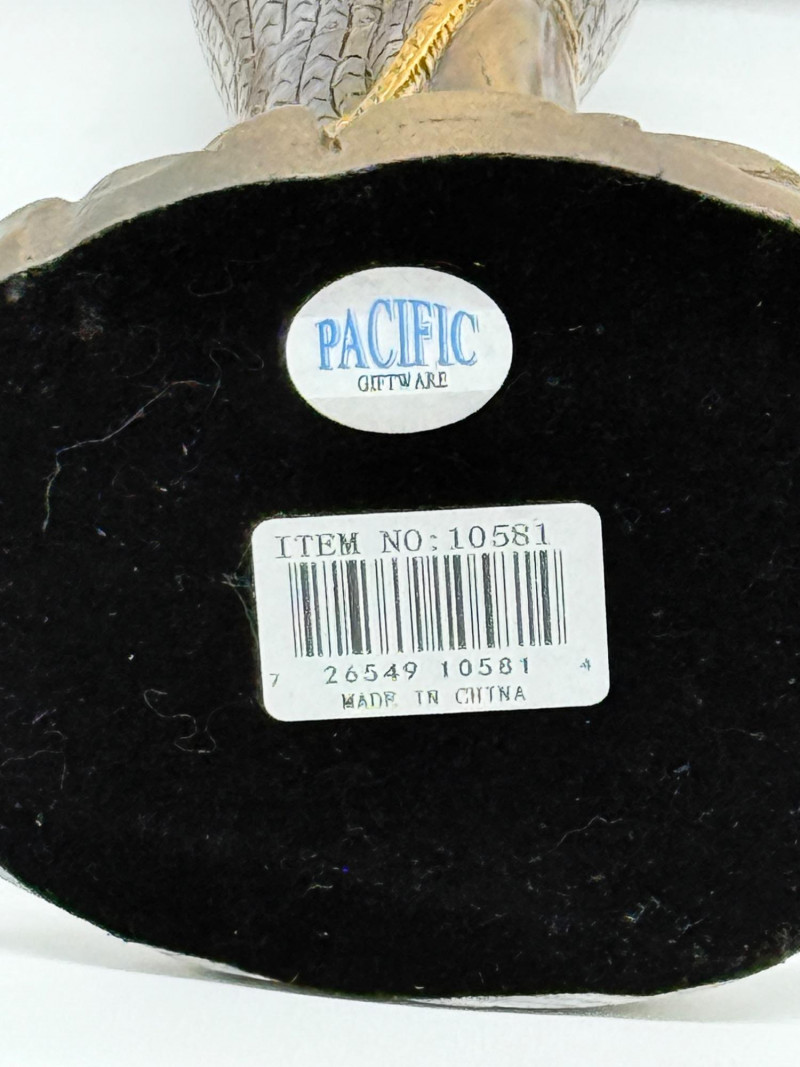 PACIFIC
GIFTWARE
ITEM NO:10581
7 26549 10581 4
MADE IN CHINA